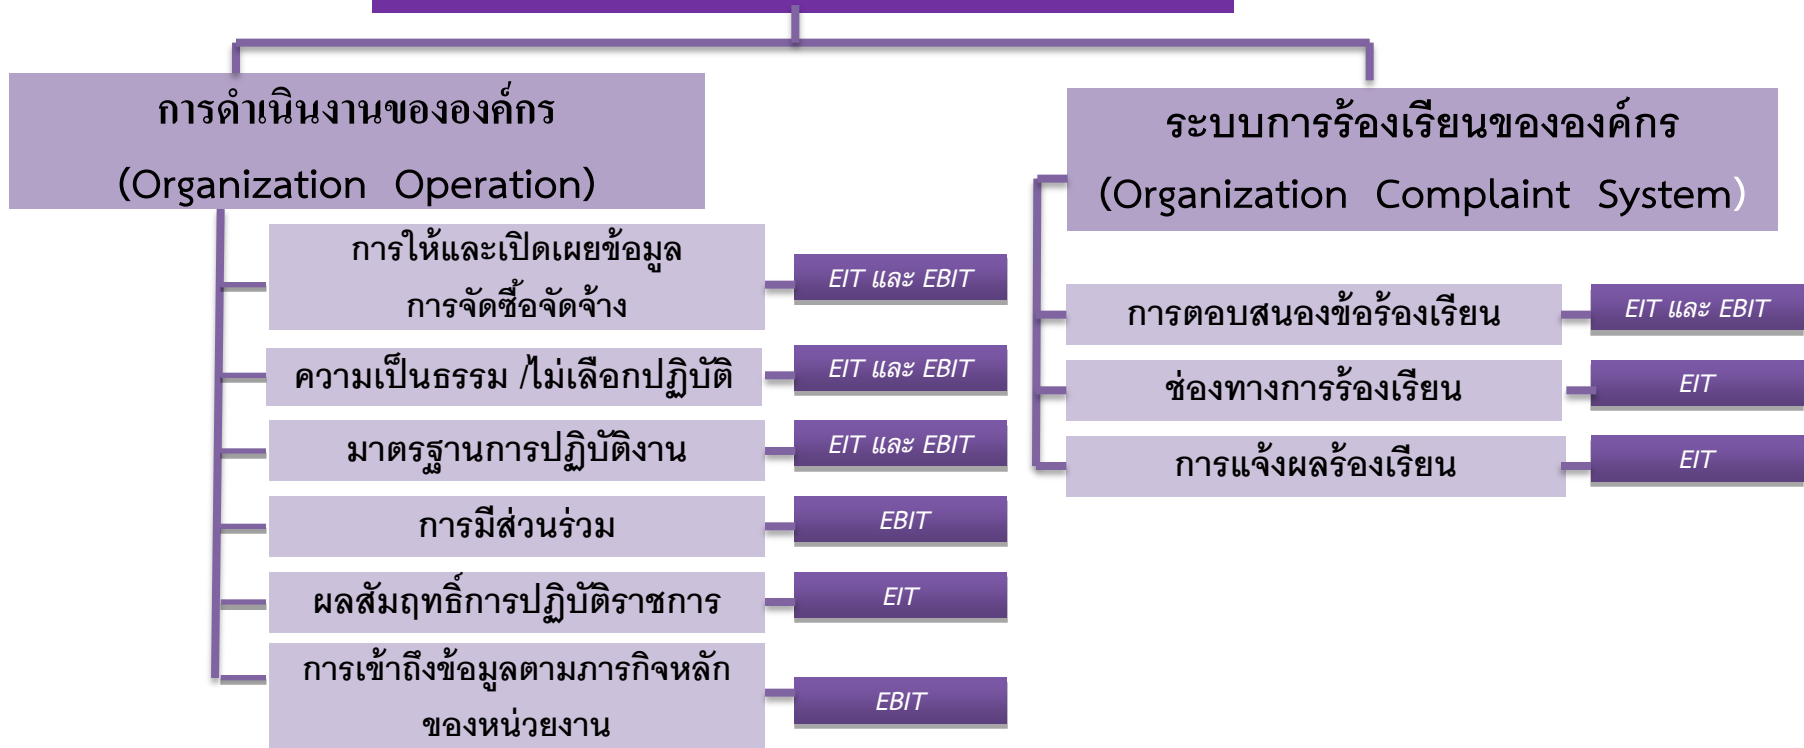 การดำเนินงานขององค์กร
(Organization Operation)
การให้และเปิดเผยข้อมูล
การจัดซื้อจัดจ้าง
EIT และ EBIT
ความเป็นธรรม /ไม่เลือกปฏิบัติ
EIT และ EBIT
มาตรฐานการปฏิบัติงาน
EIT และ EBIT
การมีส่วนร่วม
EBIT
ผลสัมฤทธิ์การปฏิบัติราชการ
EIT
การเข้าถึงข้อมูลตามภารกิจหลัก
ของหน่วยงาน
EBIT
ระบบการร้องเรียนขององค์กร
(Organization Complaint System)
การตอบสนองข้อร้องเรียน
EIT และ EBIT
ช่องทางการร้องเรียน
EIT
การแจ้งผลร้องเรียน
EIT